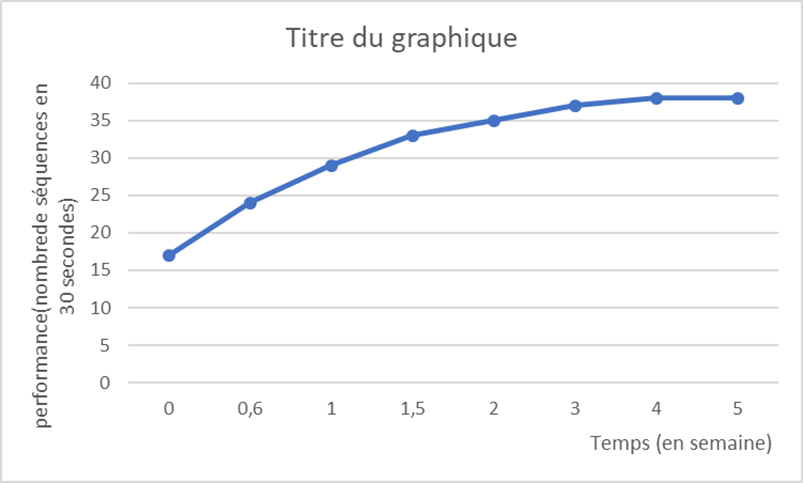 Titre du graphique
performance(nombrede séquences en
30 secondes)
40
35
30
25
20
15
10
5
0
0 0,6 1 1,5 2 3 4 5
Temps (en semaine)